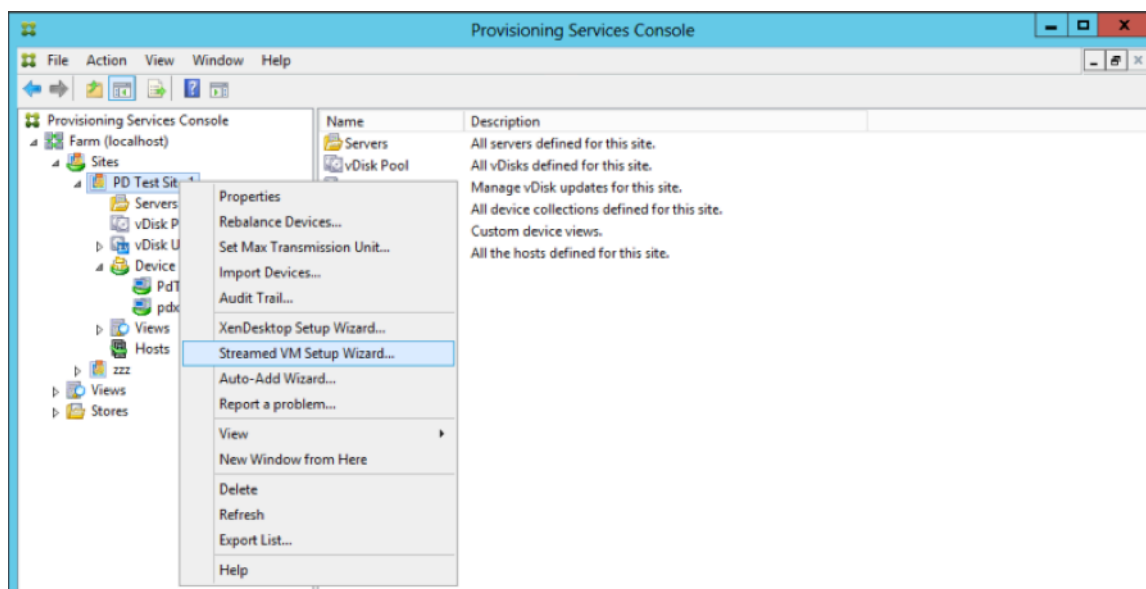 Provisioning Services Console
File Action View Window Help
Provisioning Services Console
Farm (localhost)
Sites
PD Test Sit
Servers
vDisk P
vDisk U
Device
PdT
pdx
Views
Hosts
zzz
Views
Stores
Name Description
Servers All servers defined for this site.
vDisk Pool All vDisks defined for this site.
Manage vDisk updates for this site.
All device collections defined for this site.
Custom device views.
All the hosts defined for this site.
Properties
Rebalance Devices...
Set Max Transmission Unit...
Import Devices...
Audit Trail...
XenDesktop Setup Wizard...
Streamed VM Setup Wizard...
Auto-Add Wizard...
Report a problem...
View
New Window from Here
Delete
Refresh
Export List...
Help